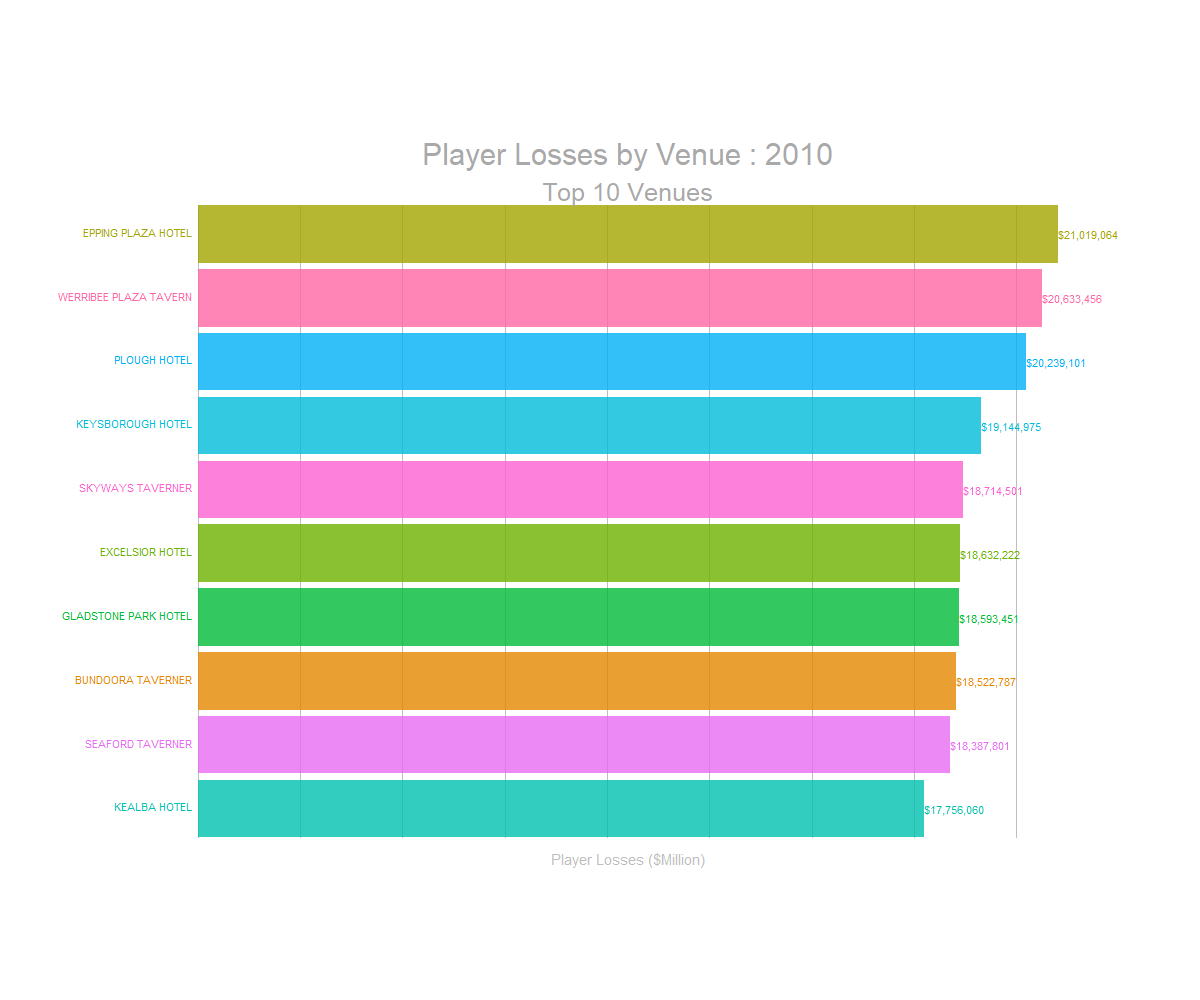 Player Losses by Venue : 2010
Top 10 Venues
EPPING PLAZA HOTEL $21,019,064
WERRIBEE PLAZA TAVERN $20,633,456
PLOUGH HOTEL $20,239,101
KEYSBOROUGH HOTEL $19,144,975
SKYWAYS TAVERNER $18,714,501
EXCELSIOR HOTEL $18,632,222
GLADSTONE PARK HOTEL $18,593,451
BUNDOORA TAVERNER $18,522,787
SEAFORD TAVERNER $18,387,801
KEALBA HOTEL $17,756,060
Player Losses ($Million)